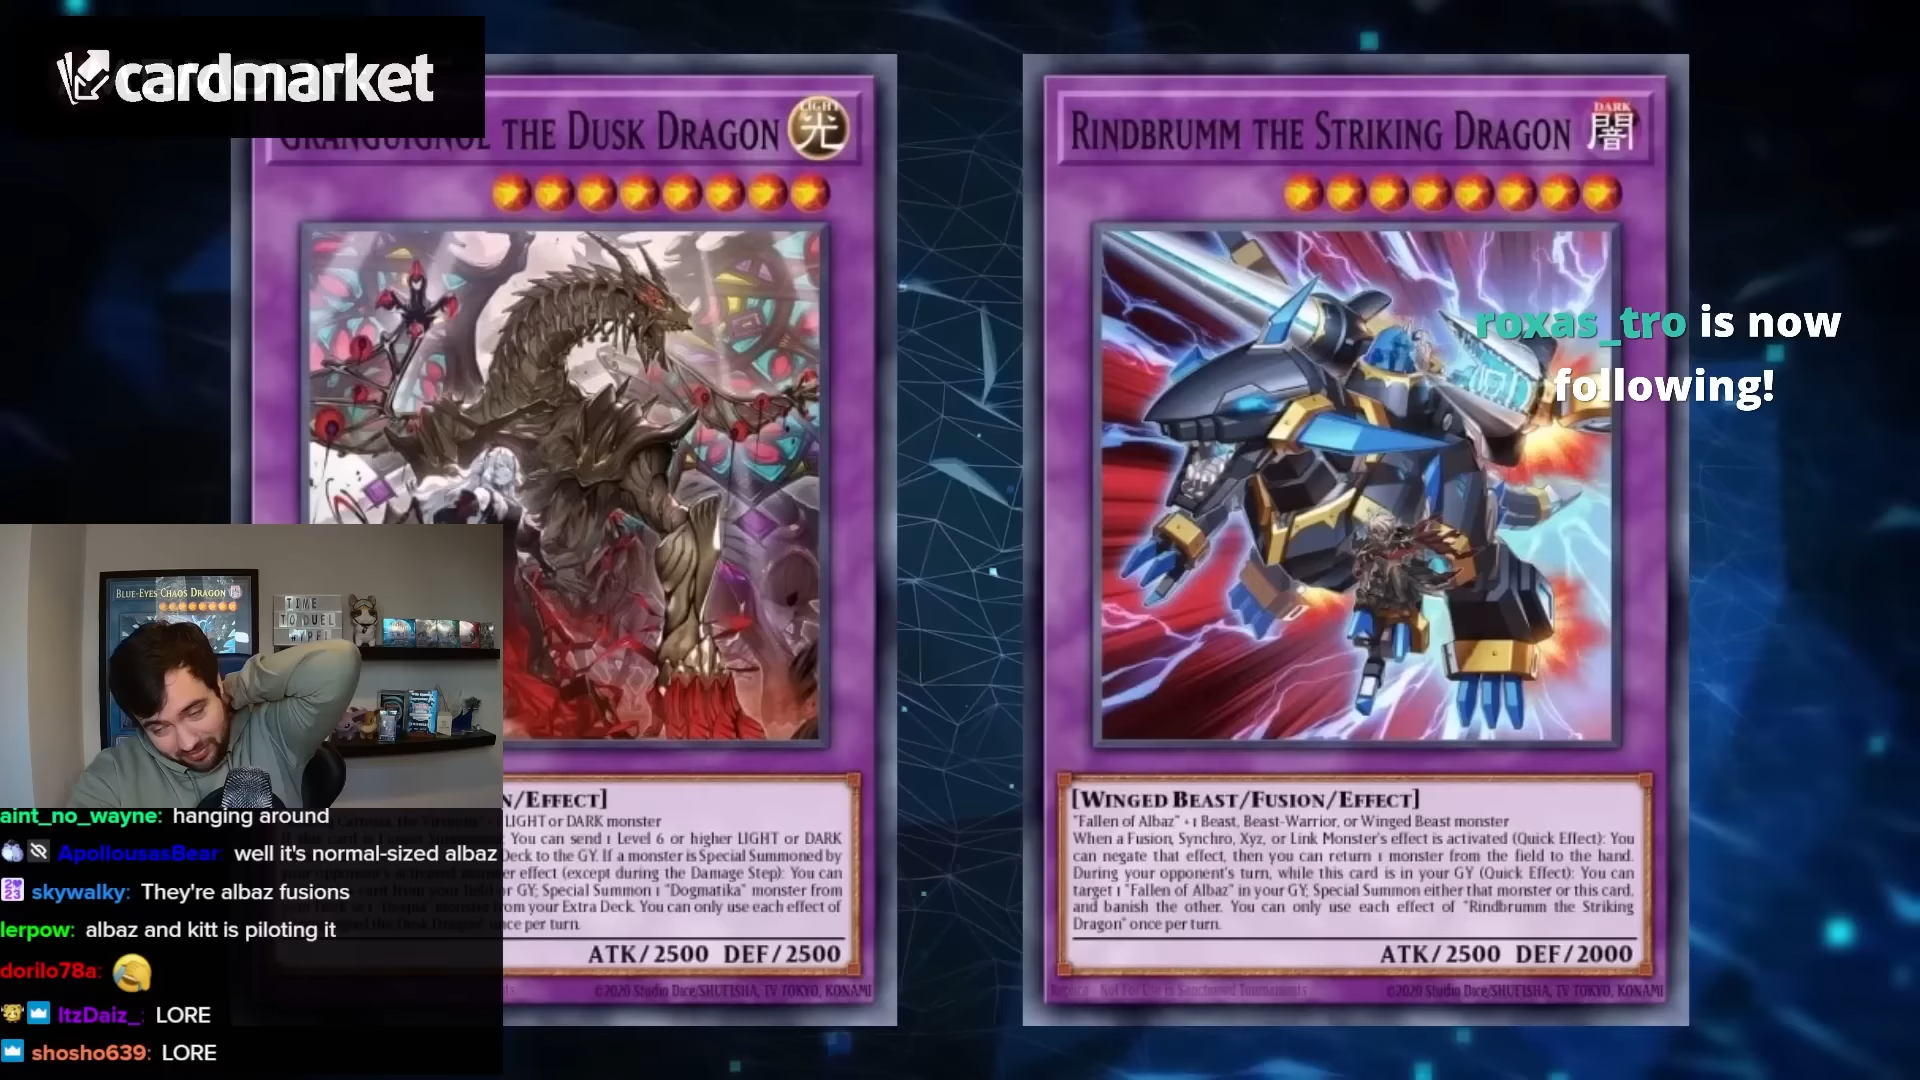 cardmarket
THE DUSK DRAGON
LIGHT
光
RINDBRUMM THE STRIKING DRAGON
DARK
闇
roxas_tro is now
following!
BLUE-EYES CHAOS DRAGON
TIME
TO DUEL
HYPE!
N/EFFECT]
LIGHT or DARK monster
You can send 1 Level 6 or higher LIGHT or DARK
Deck to the GY. If a monster is Special Summoned by
er effect (except during the Damage Step): You can
or GY; Special Summon 1 "Dogmatika" monster from
om your Extra Deck. You can only use each effect of
ce per turn.
ATK/2500 DEF/2500
©2020 Studio Dice/SHUEISHA, TV TOKYO, KONAMI
[WINGED BEAST/FUSION/EFFECT]
"Fallen of Albaz" + 1 Beast, Beast-Warrior, or Winged Beast monster
When a Fusion, Synchro, Xyz, or Link Monster's effect is activated (Quick Effect): You
can negate that effect, then you can return 1 monster from the field to the hand.
During your opponent's turn, while this card is in your GY (Quick Effect): You can
target 1 "Fallen of Albaz" in your GY; Special Summon either that monster or this card,
and banish the other. You can only use each effect of "Rindbrumm the Striking
Dragon" once per turn.
ATK/2500 DEF/2000
Replica - Not For Use in Sanctioned Tournaments
©2020 Studio Dice/SHUEISHA, TV TOKYO, KONAMI
aint_no_wayne: hanging around
ApollousasBear: well it's normal-sized albaz
skywalky: They're albaz fusions
lerpow: albaz and kitt is piloting it
dorilo78a:
ItzDaiz_: LORE
shosho639: LORE